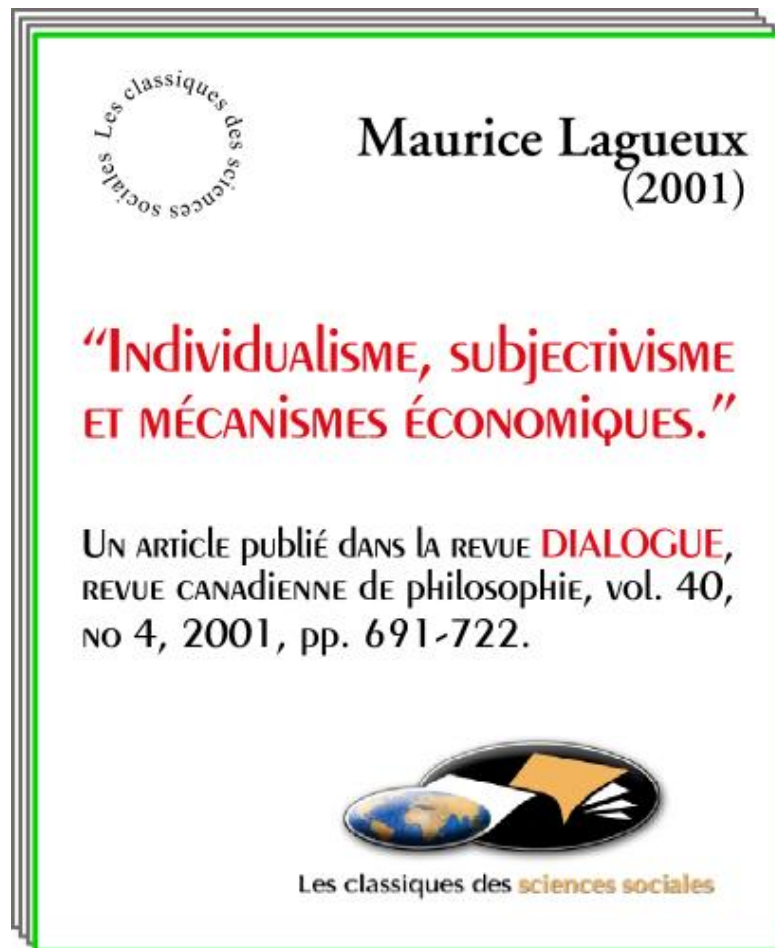 Les classiques des sciences sociales
Maurice Lagueux
(2001)
“Individualisme, subjectivisme
et mécanismes économiques.”
Un article publié dans la revue DIALOGUE,
revue canadienne de philosophie, vol. 40,
no 4, 2001, pp. 691-722.
Les classiques des sciences sociales